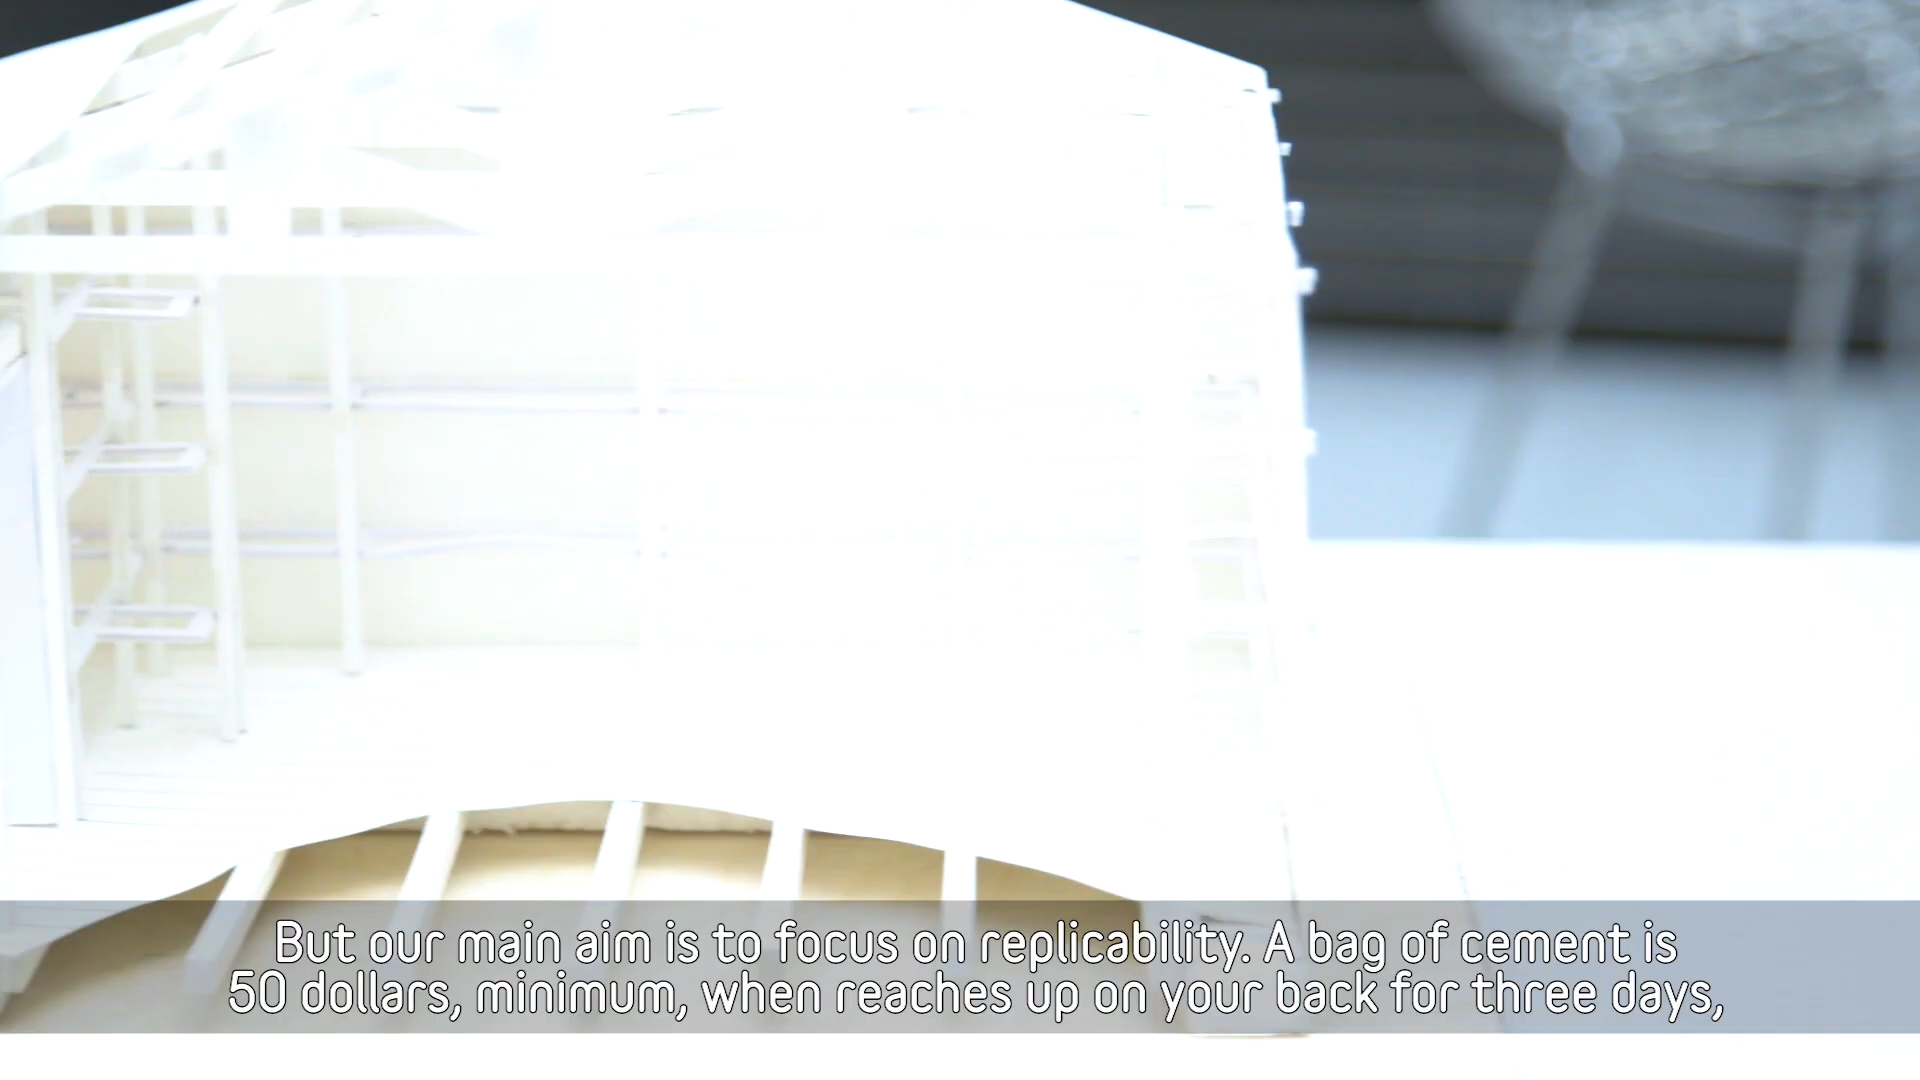 But our main aim is to focus on replicability. A bag of cement is
50 dollars, minimum, when reaches up on your back for three days,